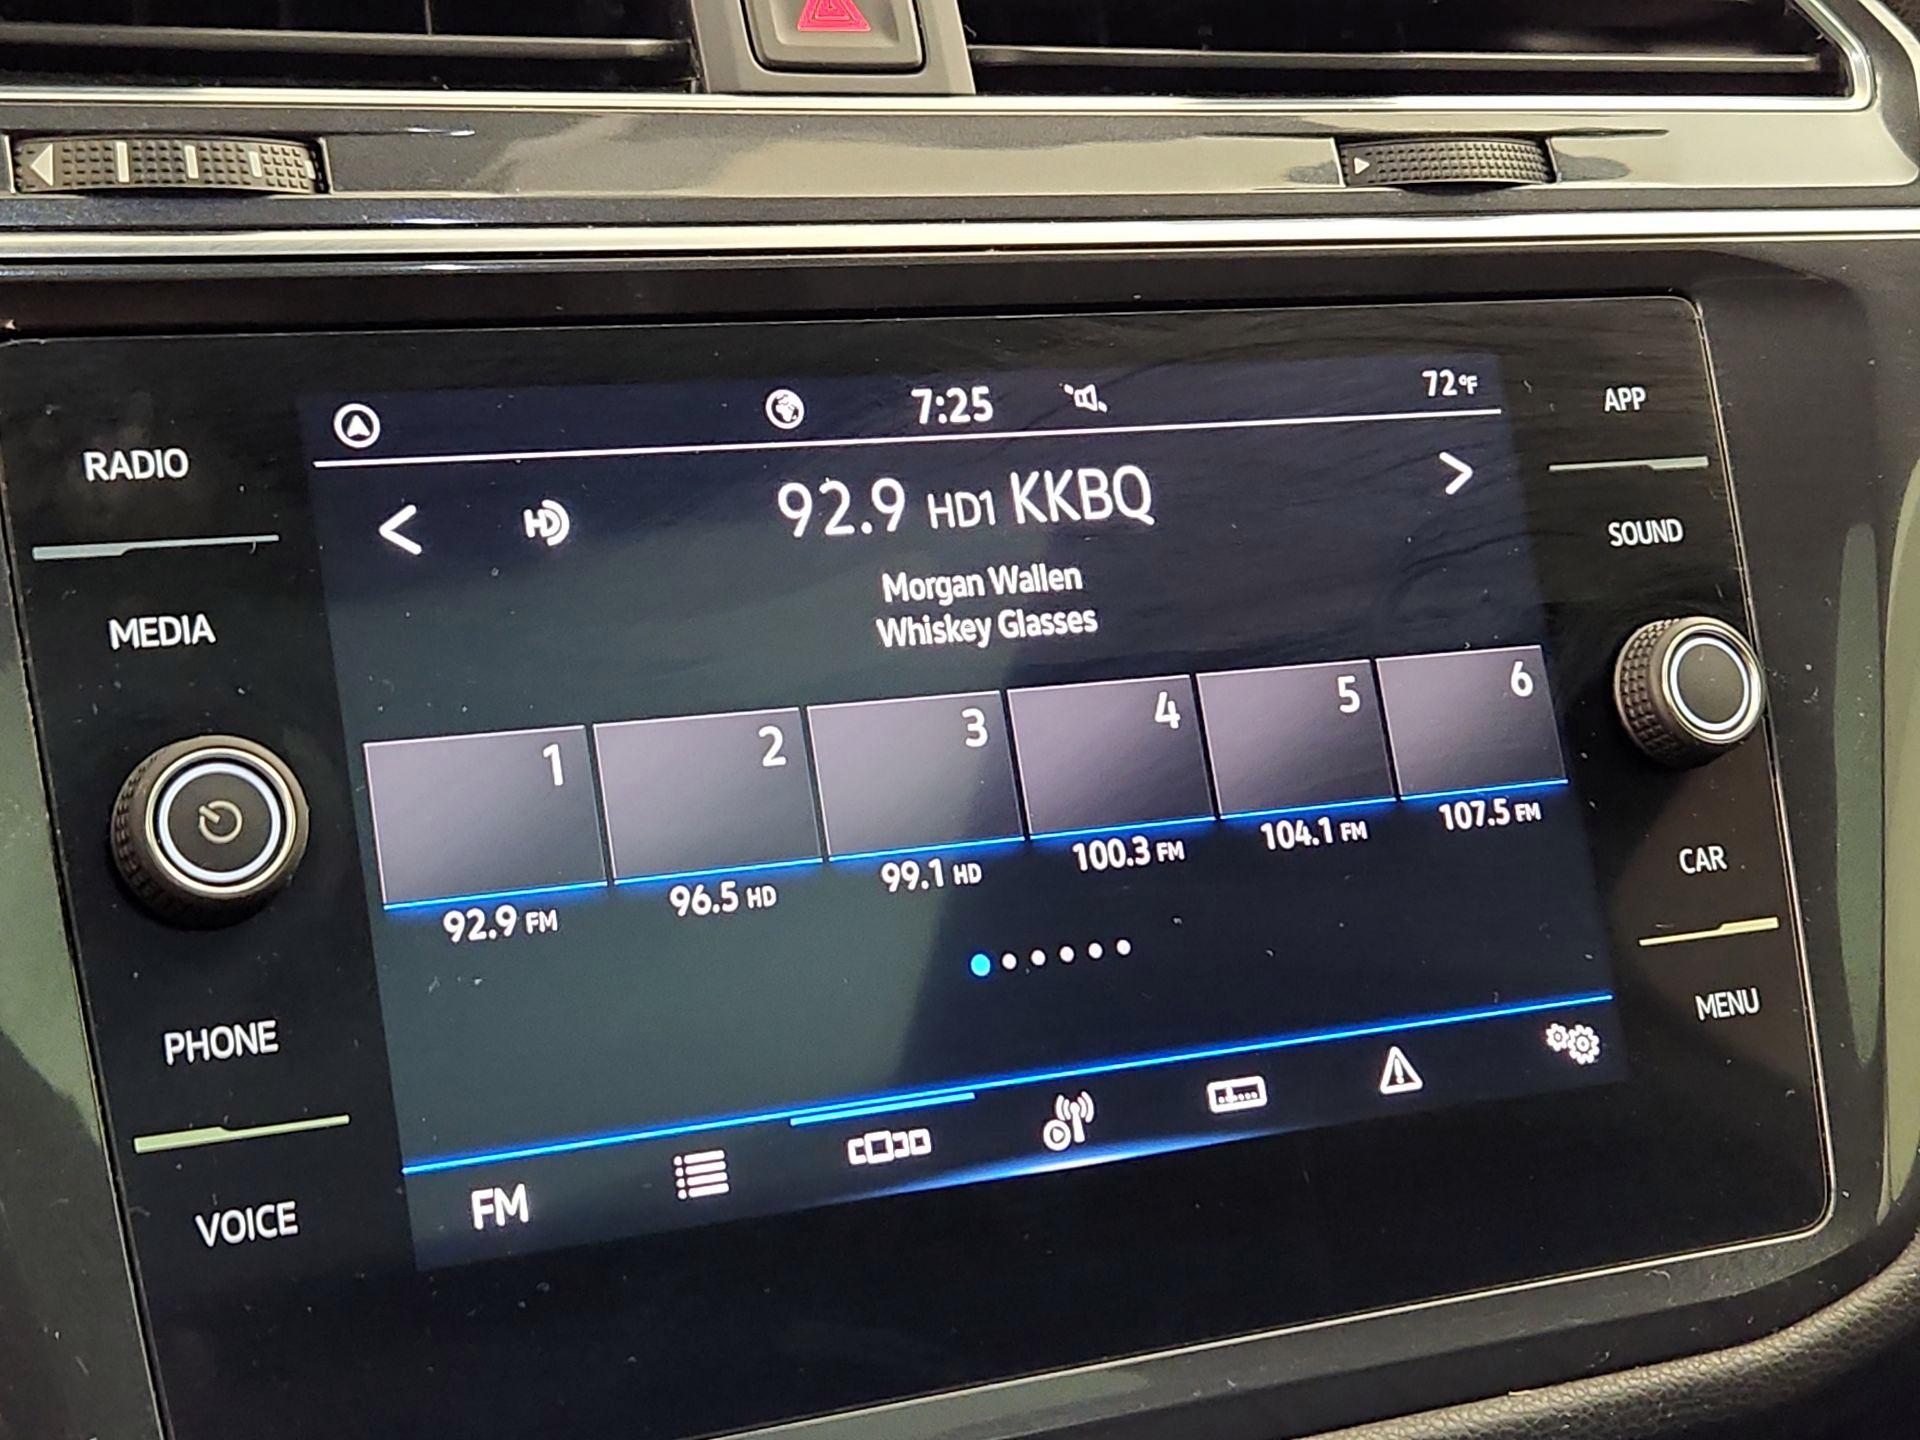 7:25
72°F
RADIO
MEDIA
PHONE
VOICE
HD
92.9 HD1 KKBQ
Morgan Wallen
Whiskey Glasses
1
2
3
4
5
6
92.9 FM
96.5 HD
99.1 HD
100.3 FM
104.1 FM
107.5 FM
FM
APP
SOUND
CAR
MENU